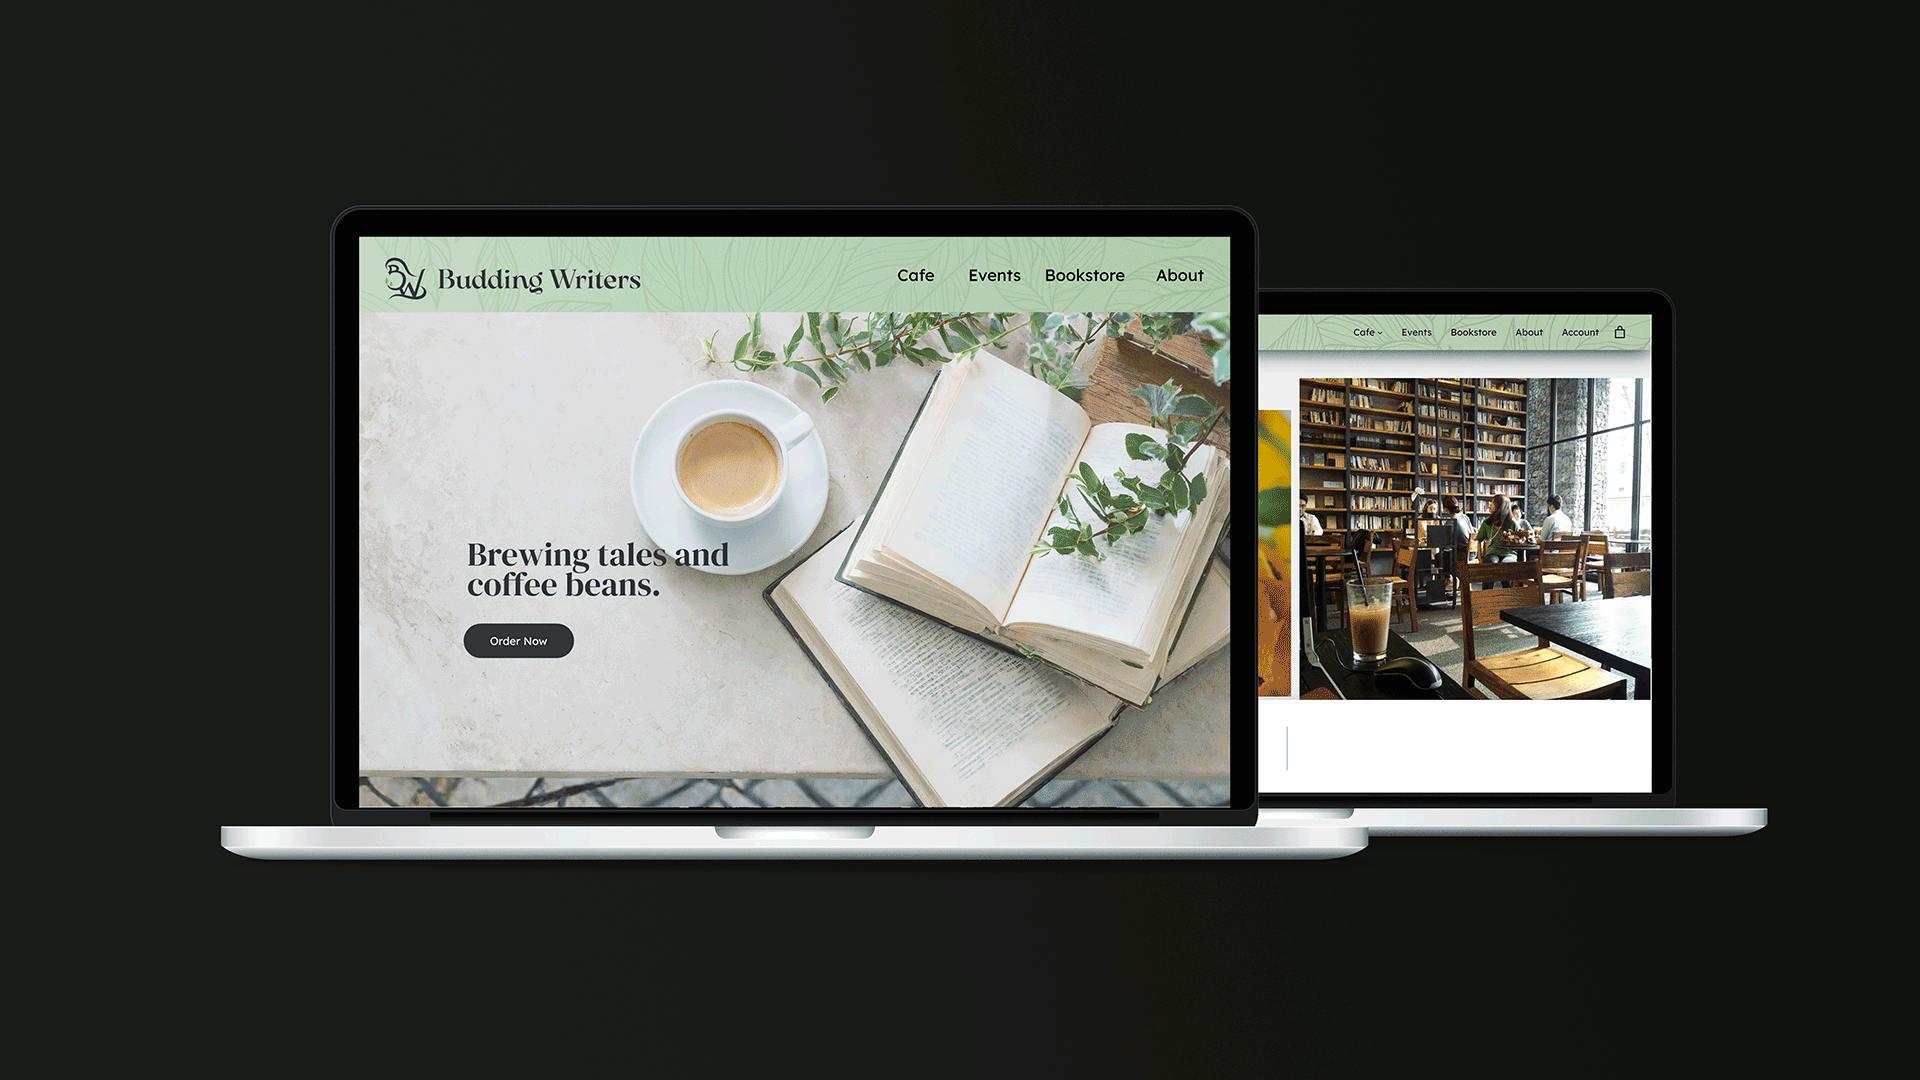 BW Budding Writers
Cafe Events Bookstore About
Brewing tales and
coffee beans.
Order Now
Cafe Events Bookstore About Account